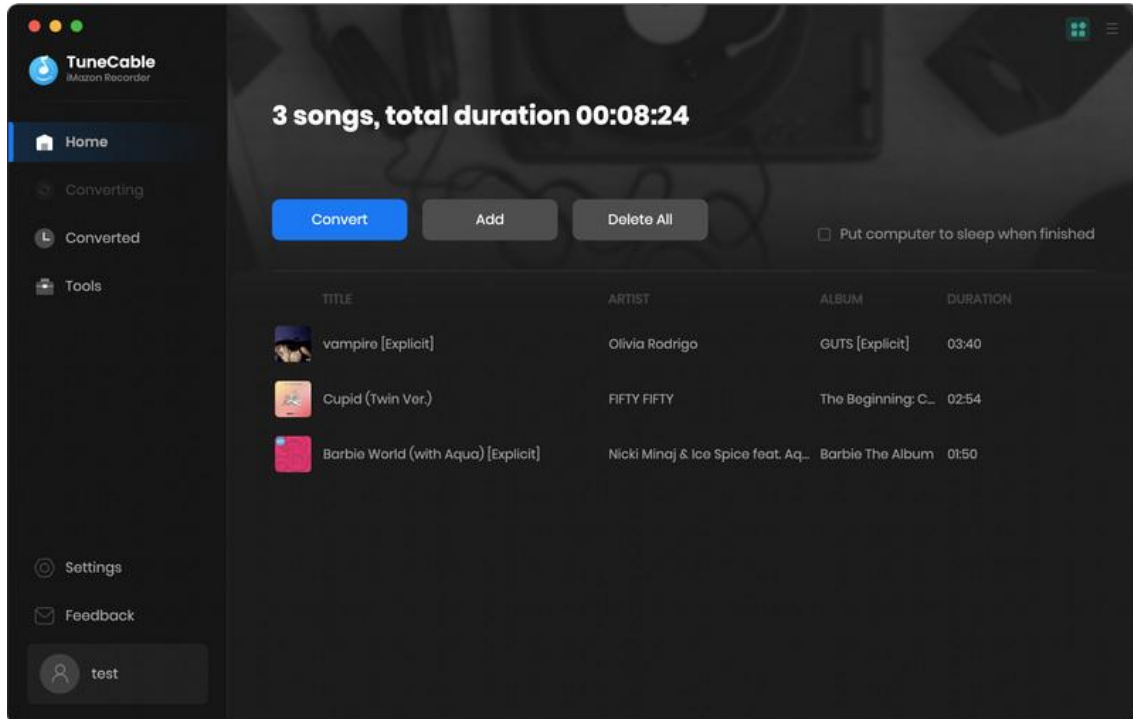 TuneCable
iMazon Recorder
Home
Converting
Converted
Tools
Settings
Feedback
test
3 songs, total duration 00:08:24
Convert Add Delete All
Put computer to sleep when finished
TITLE ARTIST ALBUM DURATION
vampire [Explicit] Olivia Rodrigo GUTS [Explicit] 03:40
Cupid (Twin Ver.) FIFTY FIFTY The Beginning: C... 02:54
Barbie World (with Aqua) [Explicit] Nicki Minaj & Ice Spice feat. Aq... Barbie The Album 01:50